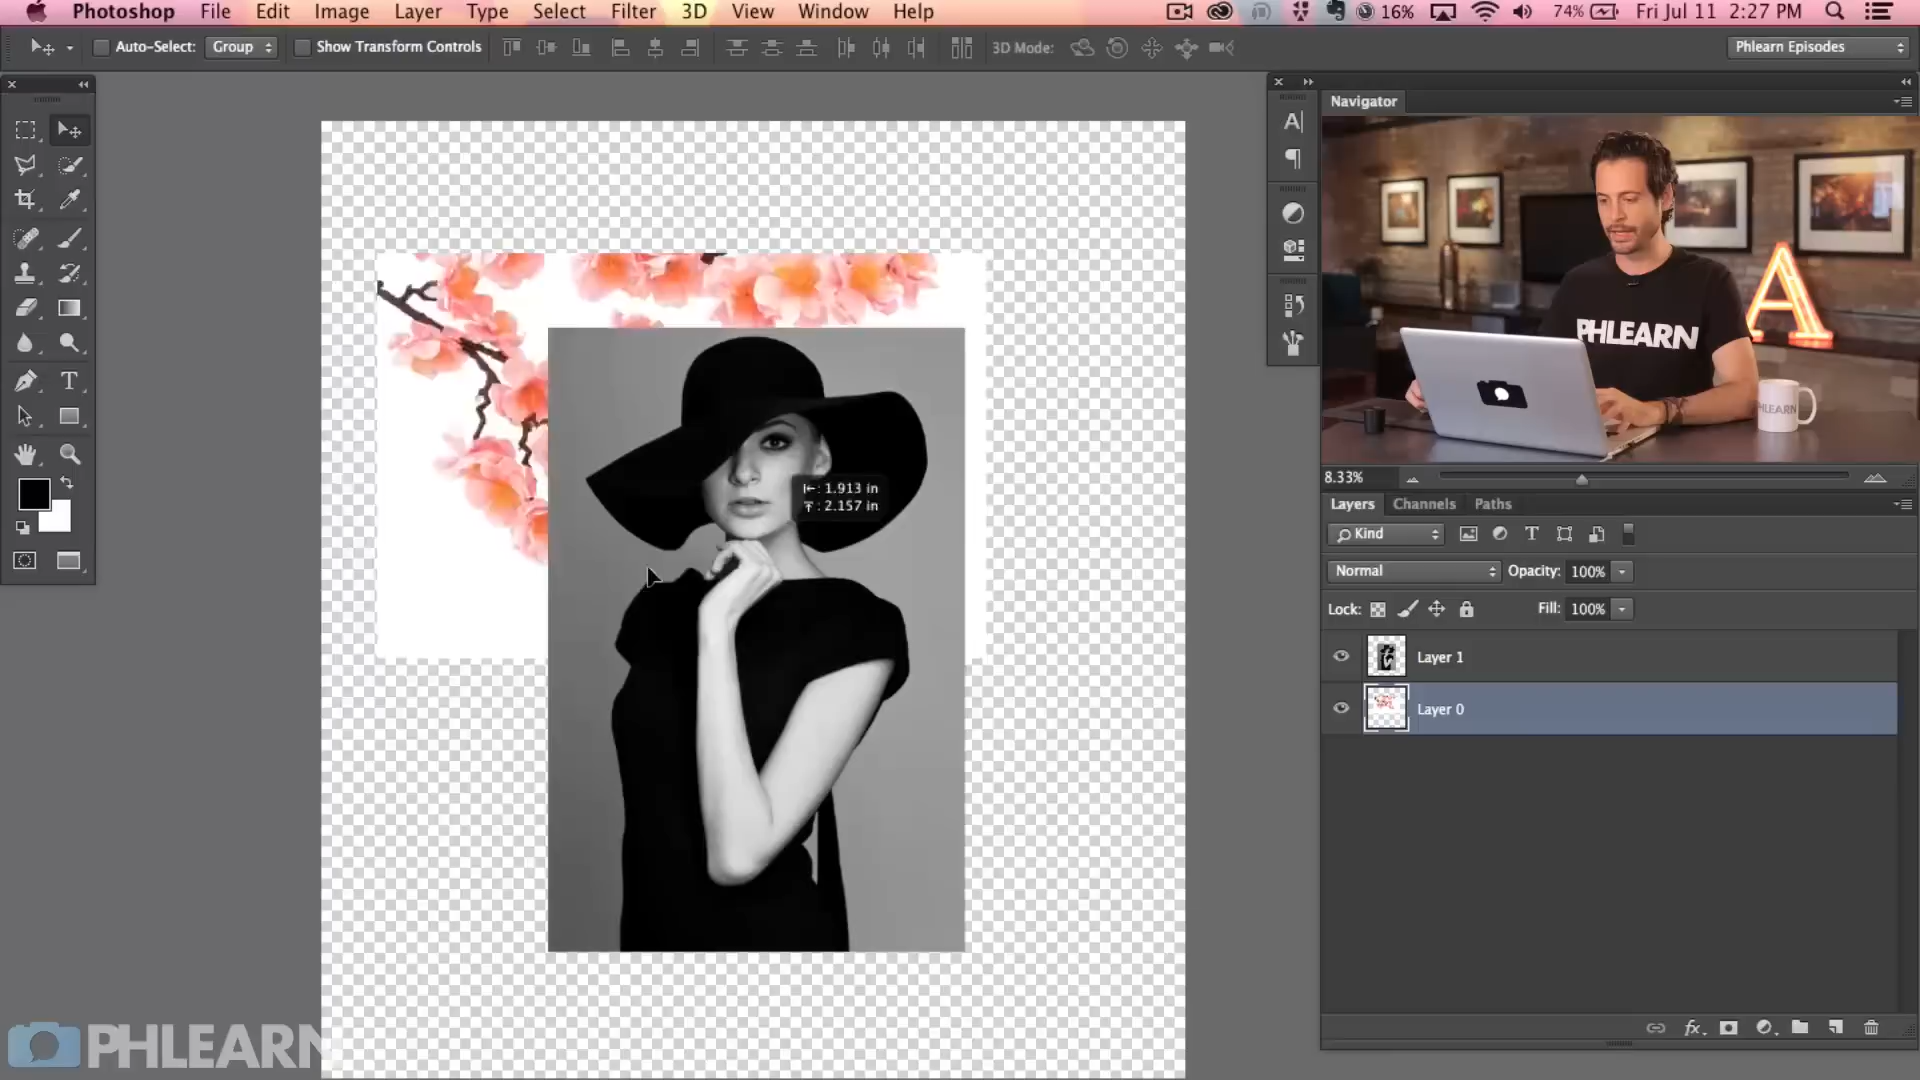 Photoshop File Edit Image Layer Type Select Filter 3D View Window Help 16% 74% Fri Jul 11 2:27 PM
Auto-Select: Group Show Transform Controls 3D Mode: Phlearn Episodes
Navigator
PHLEARN
PHLEARN
8.33%
Layers Channels Paths
Kind
Normal Opacity: 100%
Lock: Fill: 100%
Layer 1
Layer 0
: 1.913 in
: 2.157 in
T
A
PHLEARN